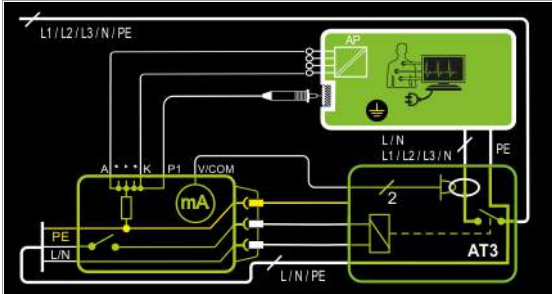 L1 / L2 / L3 / N / PE
AP
L / N
L1 / L2 / L3 / N
PE
A * * * K P1 V/COM
mA
2
PE
L/N
AT3
L / N / PE